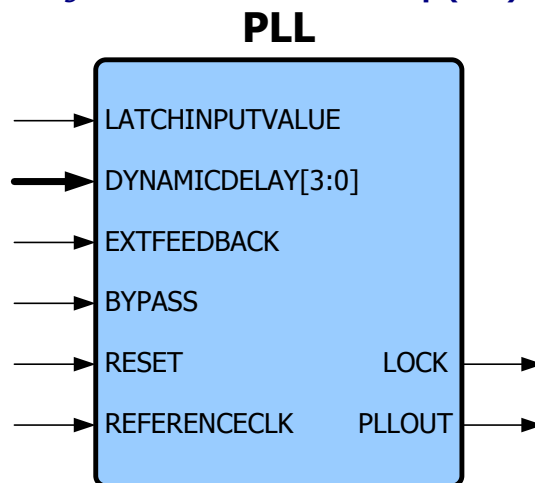 PLL
LATCHINPUTVALUE
DYNAMICDELAY[3:0]
EXTFEEDBACK
BYPASS
RESET LOCK
REFERENCECLK PLLOUT